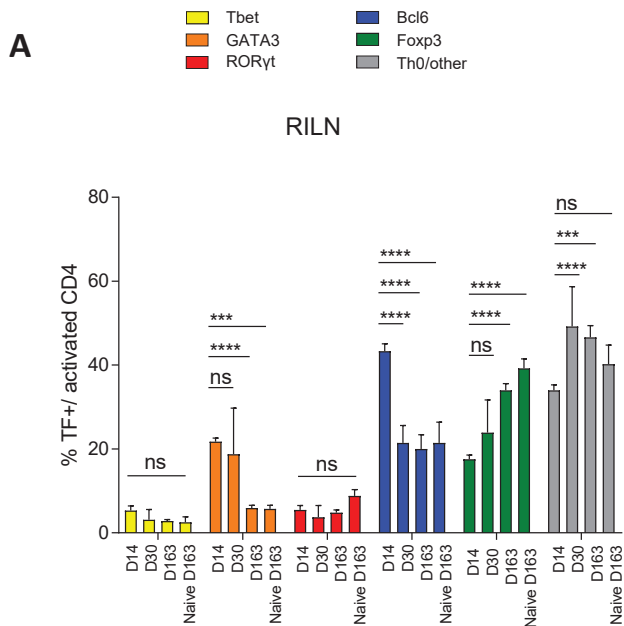 A
Tbet
GATA3
RORγt
Bcl6
Foxp3
Th0/other
RILN
% TF+/ activated CD4
80
60
40
20
0
ns
***
****
ns
ns
****
****
****
****
****
ns
ns
***
****
D14
D30
D163
Naive D163
D14
D30
D163
Naive D163
D14
D30
D163
Naive D163
D14
D30
D163
Naive D163
D14
D30
D163
Naive D163
D14
D30
D163
Naive D163